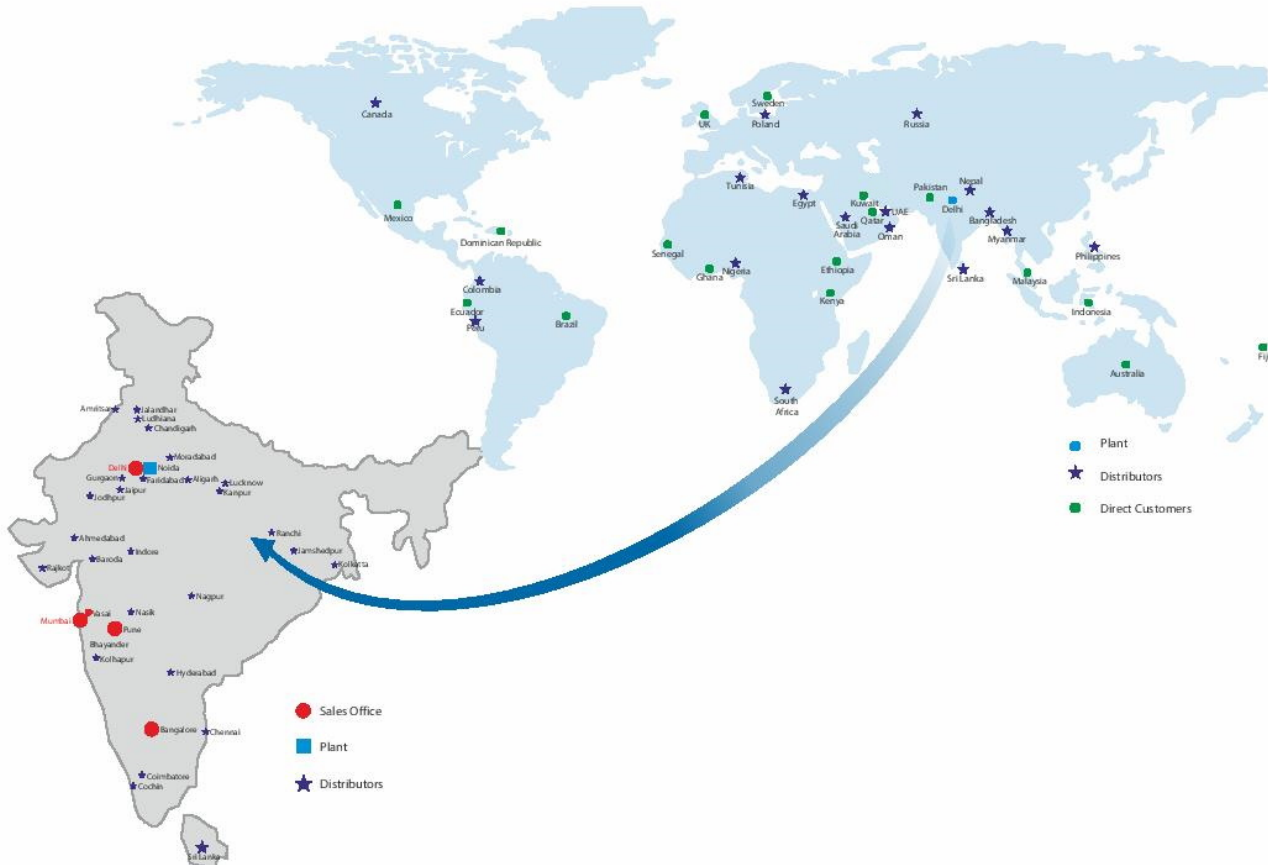 Sweden
Canada
UK
Poland
Russia
Tunisia
Nepal
Pakistan
Egypt
Kuwait
Delhi
Mexico
Qatar
UAE
Bangladesh
Saudi
Arabia
Oman
Myanmar
Dominican Republic
Senegal
Philippines
Ghana
Nigeria
Ethiopia
Sri Lanka
Malaysia
Colombia
Kenya
Ecuador
Peru
Brazil
Indonesia
Australia
South
Africa
Plant
Distributors
Direct Customers
Amritsar
Jalandhar
Ludhiana
Chandigarh
Moradabad
Delhi
Noida
Gurgaon
Faridabad
Aligarh
Lucknow
Jaipur
Kanpur
Jodhpur
Ranchi
Ahmedabad
Indore
Jamshedpur
Baroda
Kolkatta
Rajkot
Nagpur
Vasai
Nasik
Mumbai
Pune
Bhayander
Kolhapur
Hyderabad
Bangalore
Chennai
Coimbatore
Cochin
Sri Lanka
Sales Office
Plant
Distributors